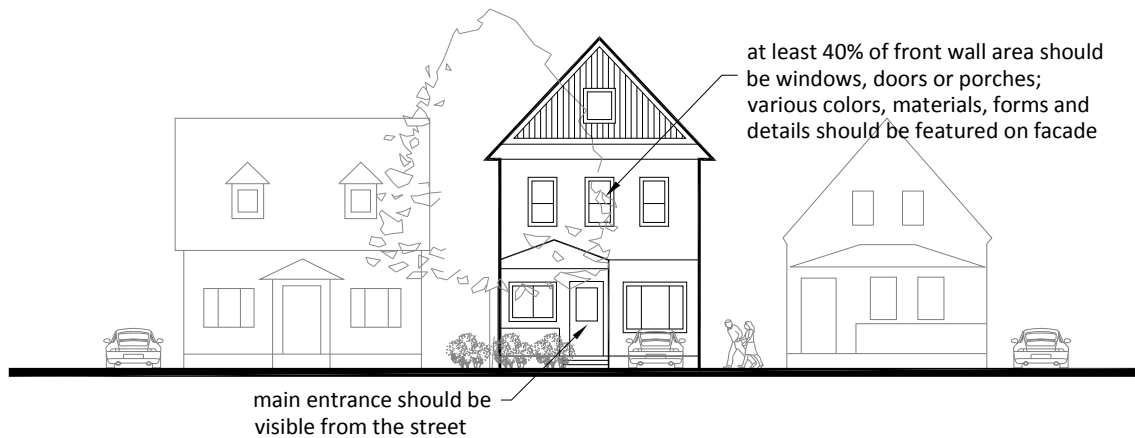 at least 40% of front wall area should
be windows, doors or porches;
various colors, materials, forms and
details should be featured on facade
main entrance should be
visible from the street